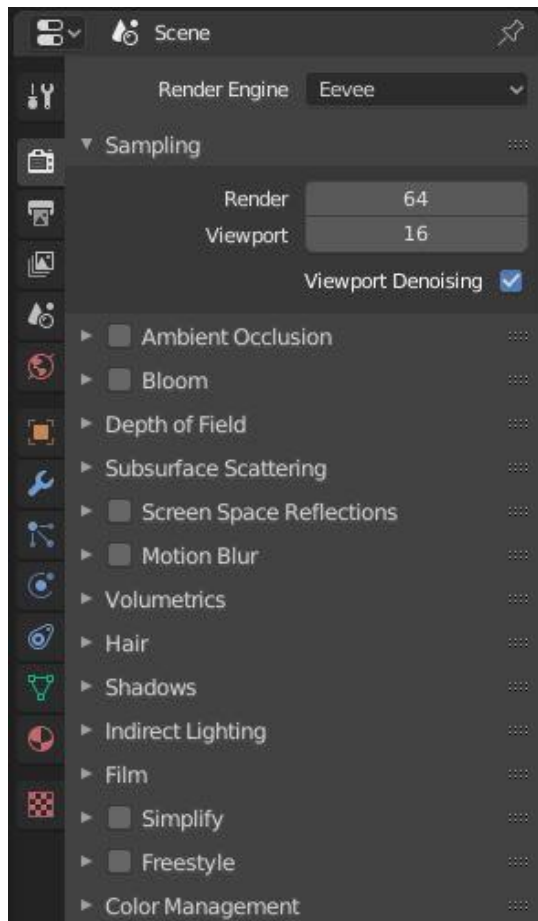 Scene
Render Engine Eevee
Sampling
Render 64
Viewport 16
Viewport Denoising
Ambient Occlusion
Bloom
Depth of Field
Subsurface Scattering
Screen Space Reflections
Motion Blur
Volumetrics
Hair
Shadows
Indirect Lighting
Film
Simplify
Freestyle
Color Management